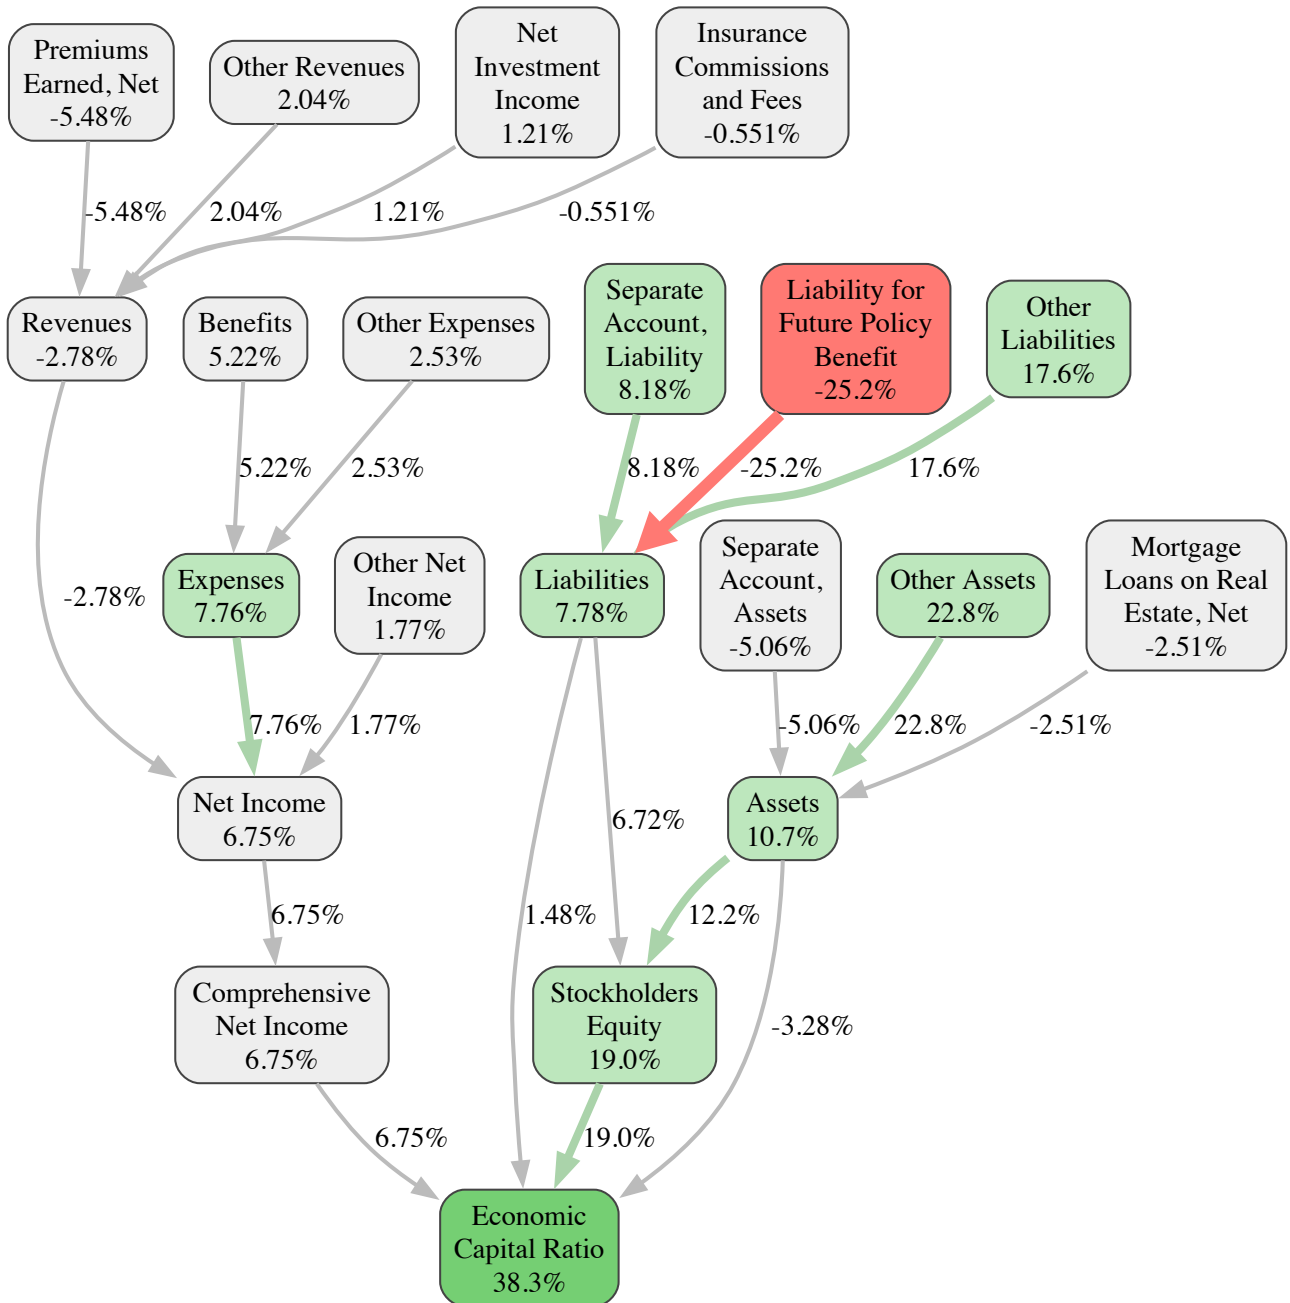 Premiums
Earned, Net
-5.48%
Other Revenues
2.04%
Net
Investment
Income
1.21%
Insurance
Commissions
and Fees
-0.551%
-5.48%
2.04%
1.21%
-0.551%
Revenues
-2.78%
Benefits
5.22%
Other Expenses
2.53%
Separate
Account,
Liability
8.18%
Liability for
Future Policy
Benefit
-25.2%
Other
Liabilities
17.6%
5.22%
2.53%
8.18%
-25.2%
17.6%
-2.78%
Expenses
7.76%
Other Net
Income
1.77%
Liabilities
7.78%
Separate
Account,
Assets
-5.06%
Other Assets
22.8%
Mortgage
Loans on Real
Estate, Net
-2.51%
7.76%
1.77%
-5.06%
22.8%
-2.51%
Net Income
6.75%
6.72%
Assets
10.7%
6.75%
1.48%
12.2%
Comprehensive
Net Income
6.75%
Stockholders
Equity
19.0%
-3.28%
6.75%
19.0%
Economic
Capital Ratio
38.3%